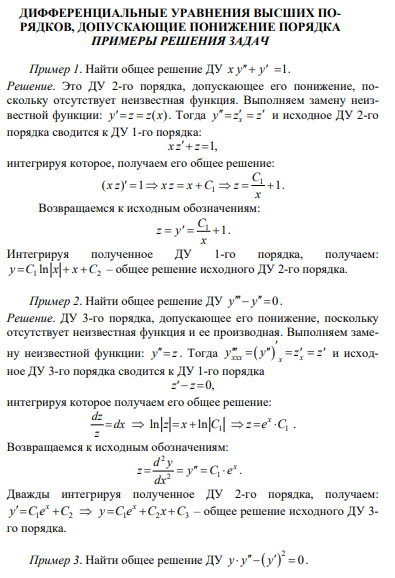 ДИФФЕРЕНЦИАЛЬНЫЕ УРАВНЕНИЯ ВЫСШИХ ПО-
РЯДКОВ, ДОПУСКАЮЩИЕ ПОНИЖЕНИЕ ПОРЯДКА
ПРИМЕРЫ РЕШЕНИЯ ЗАДАЧ
Пример 1. Найти общее решение ДУ x y″ + y′ = 1.
Решение. Это ДУ 2-го порядка, допускающее его понижение, по-
скольку отсутствует неизвестная функция. Выполняем замену неиз-
вестной функции: y′ = z = z(x). Тогда y″ = z′ₓ = z′ и исходное ДУ 2-го
порядка сводится к ДУ 1-го порядка:
x z′ + z = 1,
интегрируя которое, получаем его общее решение:
(x z)′ = 1 ⇒ x z = x + C₁ ⇒ z = C₁/x + 1.
Возвращаемся к исходным обозначениям:
z = y′ = C₁/x + 1.
Интегрируя полученное ДУ 1-го порядка, получаем:
y = C₁ ln|x| + x + C₂ – общее решение исходного ДУ 2-го порядка.
Пример 2. Найти общее решение ДУ y‴ − y″ = 0.
Решение. ДУ 3-го порядка, допускающее его понижение, поскольку
отсутствует неизвестная функция и ее производная. Выполняем заме-
ну неизвестной функции: y″ = z. Тогда y‴ₓₓₓ = (y″)′ₓ = z′ₓ = z′ и исход-
ное ДУ 3-го порядка сводится к ДУ 1-го порядка
z′ − z = 0,
интегрируя которое получаем его общее решение:
dz/z = dx ⇒ ln|z| = x + ln|C₁| ⇒ z = eˣ · C₁ .
Возвращаемся к исходным обозначениям:
z = d²y/dx² = y″ = C₁ · eˣ .
Дважды интегрируя полученное ДУ 2-го порядка, получаем:
y′ = C₁eˣ + C₂ ⇒ y = C₁eˣ + C₂x + C₃ – общее решение исходного ДУ 3-
го порядка.
Пример 3. Найти общее решение ДУ y · y″ − (y′)² = 0.